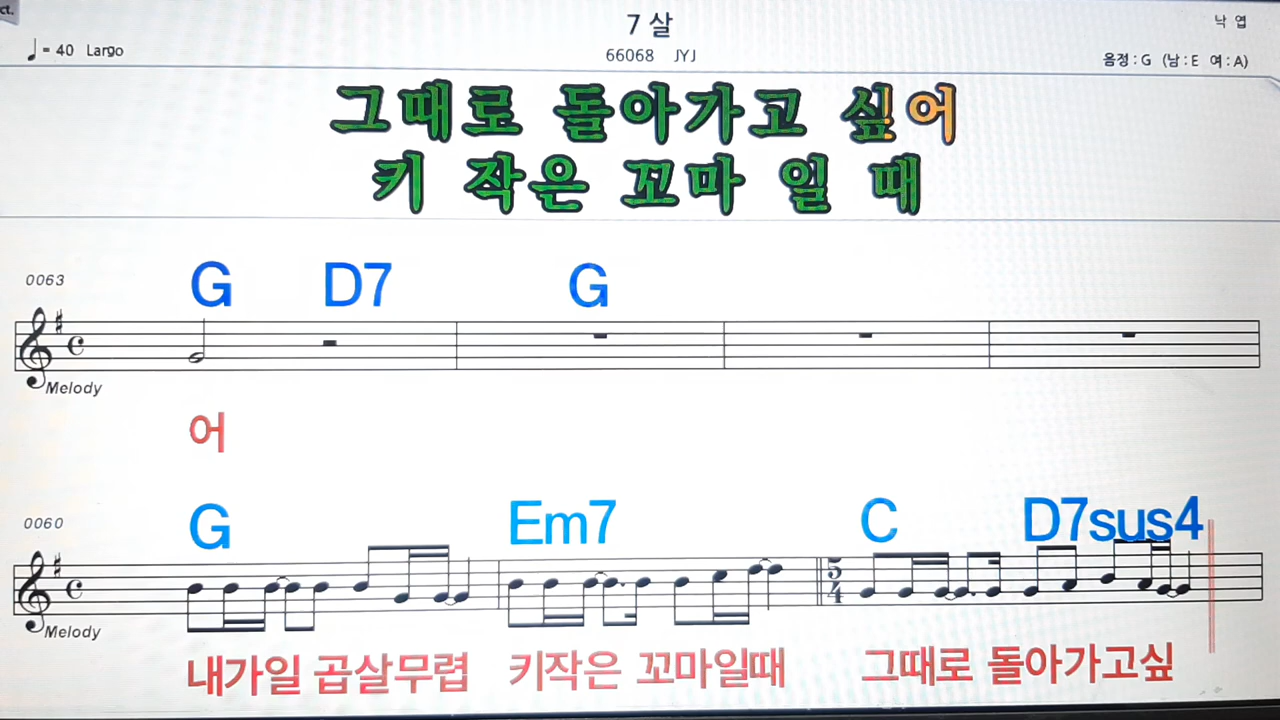 ct.
7 살
낙 엽
♩= 40 Largo
66068 JYJ
음정 : G (남 : E 여 : A)
그때로 돌아가고 싶어
키 작은 꼬마 일 때
0063
G D7 G
Melody
어
0060
G Em7 C D7sus4
5
4
Melody
내가일 곱살무렵 키작은 꼬마일때 그때로 돌아가고싶